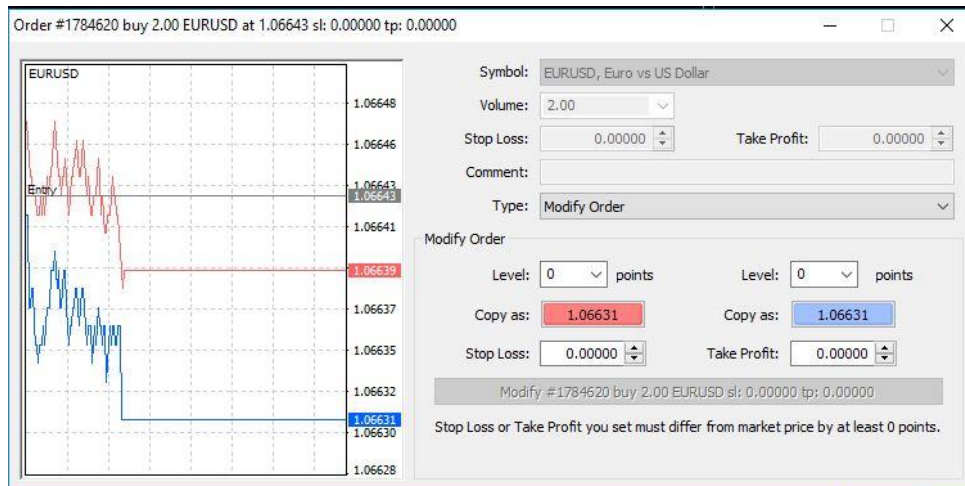 Order #1784620 buy 2.00 EURUSD at 1.06643 sl: 0.00000 tp: 0.00000
EURUSD
1.06648
1.06646
1.06643
Entry
1.06643
1.06641
1.06639
1.06637
1.06635
1.06632
1.06631
1.06630
1.06628
Symbol: EURUSD, Euro vs US Dollar
Volume: 2.00
Stop Loss: 0.00000 Take Profit: 0.00000
Comment:
Type: Modify Order
Modify Order
Level: 0 points Level: 0 points
Copy as: 1.06631 Copy as: 1.06631
Stop Loss: 0.00000 Take Profit: 0.00000
Modify #1784620 buy 2.00 EURUSD sl: 0.00000 tp: 0.00000
Stop Loss or Take Profit you set must differ from market price by at least 0 points.